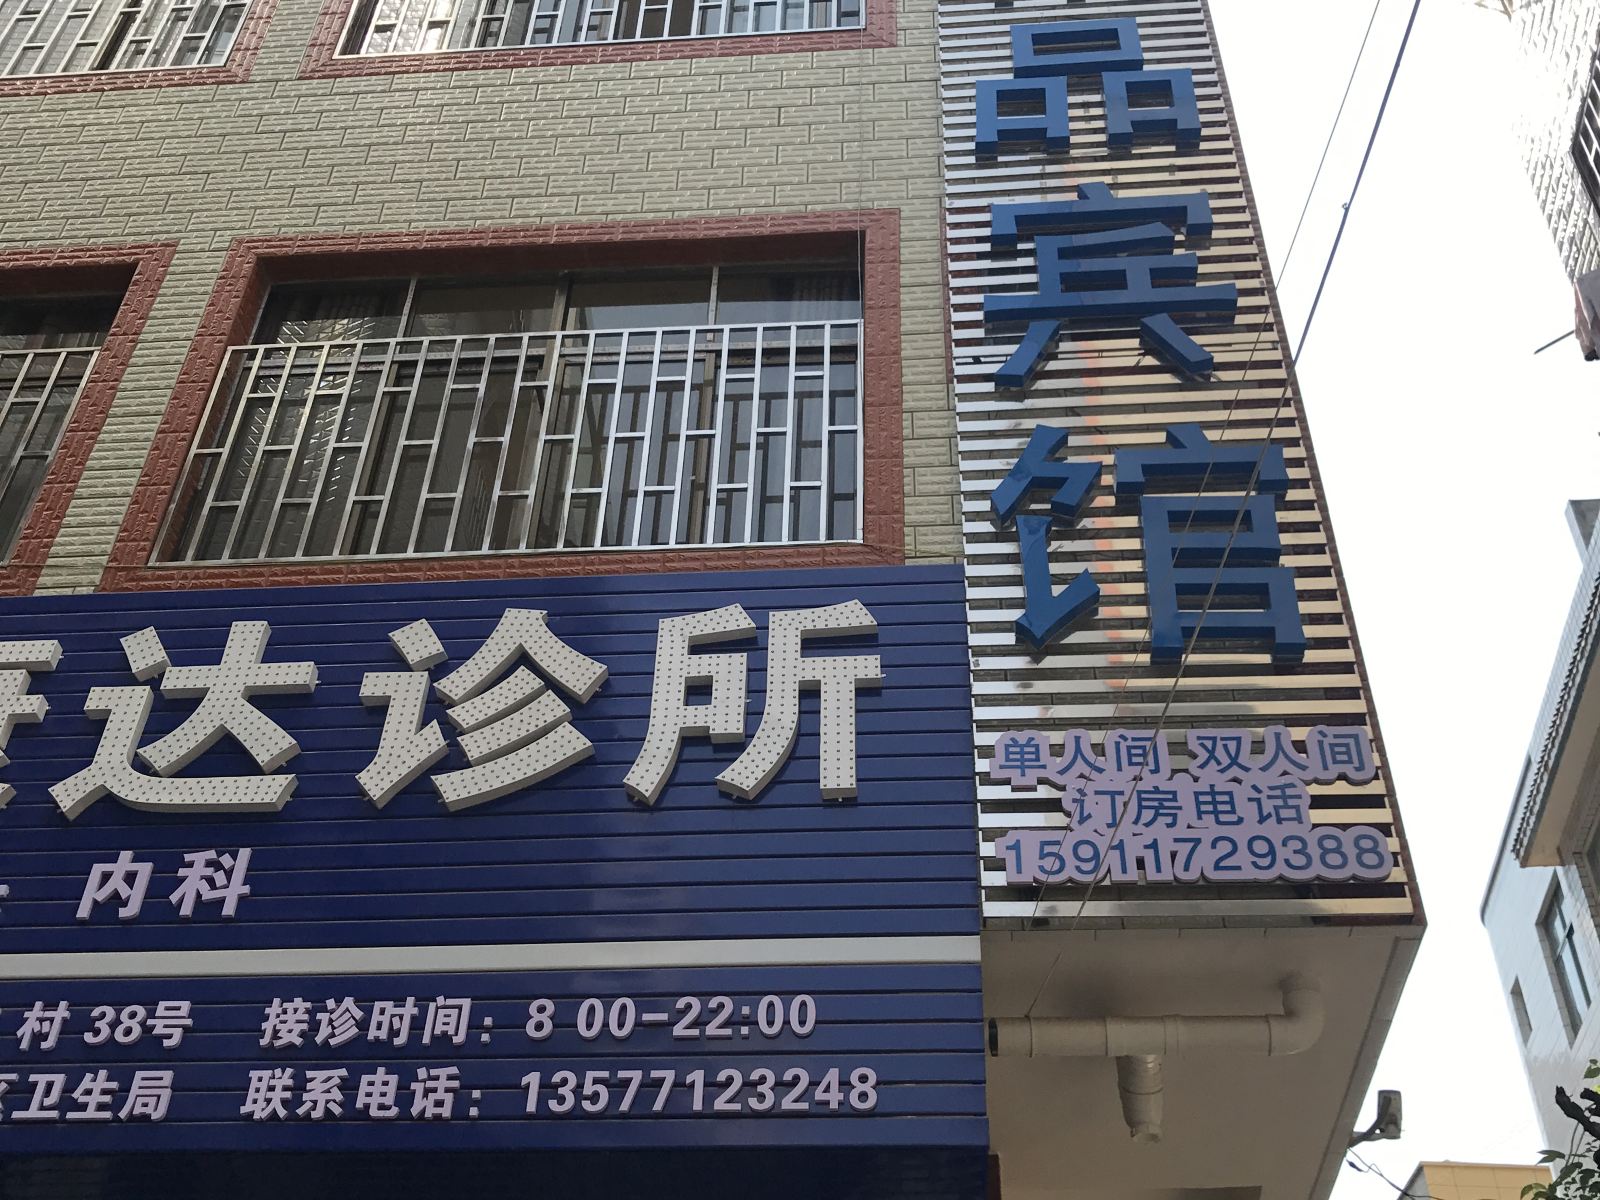 品宾馆
单人间 双人间
订房电话
15911729388
达诊所
内科
村 38号 接诊时间: 8 00-22:00
卫生局 联系电话: 13577123248